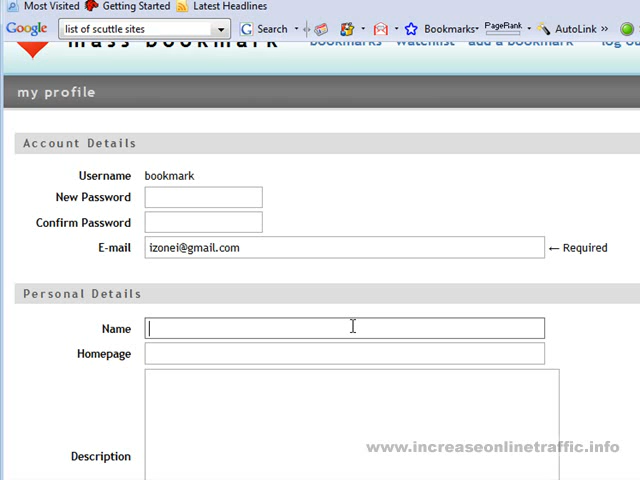 Most Visited Getting Started Latest Headlines
Google list of scuttle sites Search Bookmarks PageRank AutoLink »
mass bookmark bookmarks watchlist add a bookmark log
my profile
Account Details
Username bookmark
New Password
Confirm Password
E-mail izonei@gmail.com ← Required
Personal Details
Name
Homepage
Description
www.increaseonlinetraffic.info